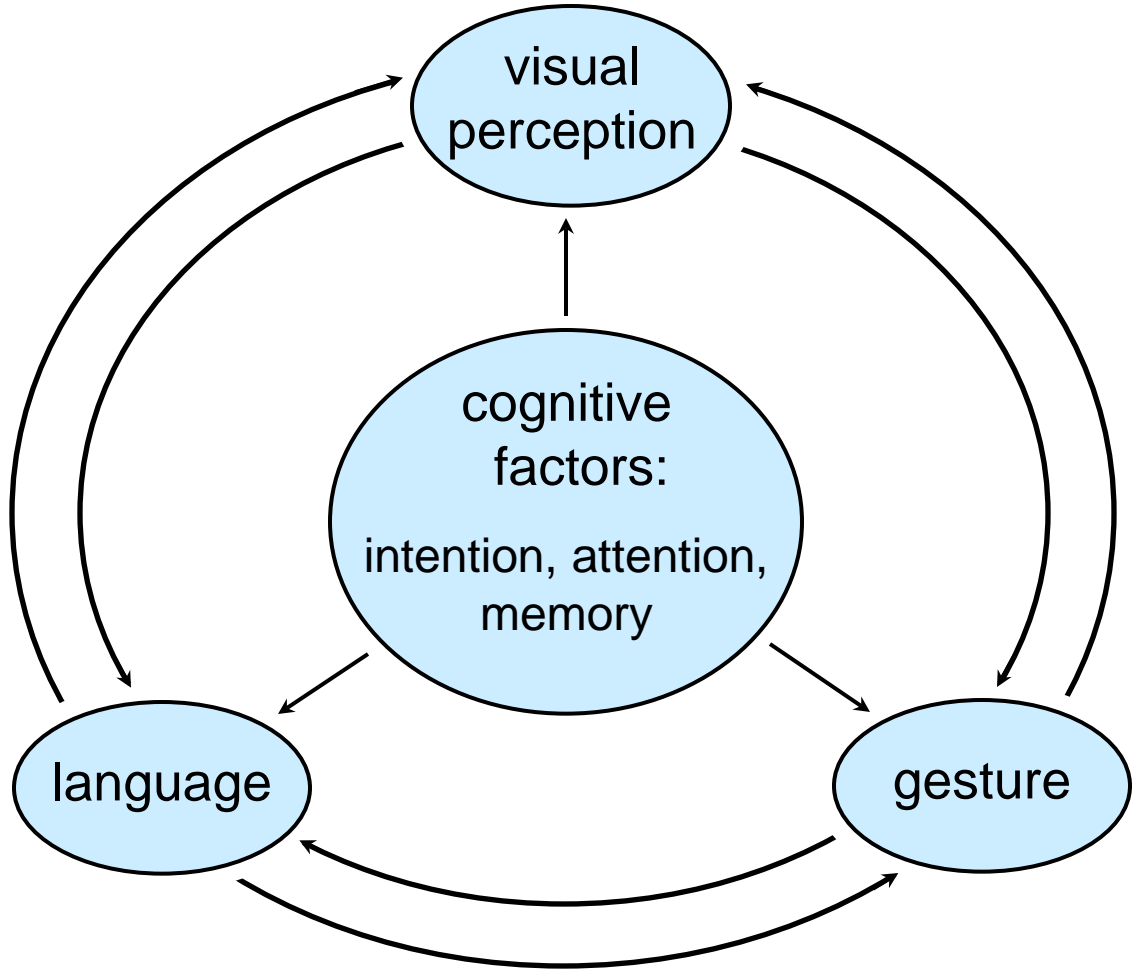 visual
perception
cognitive
factors:
intention, attention,
memory
language
gesture